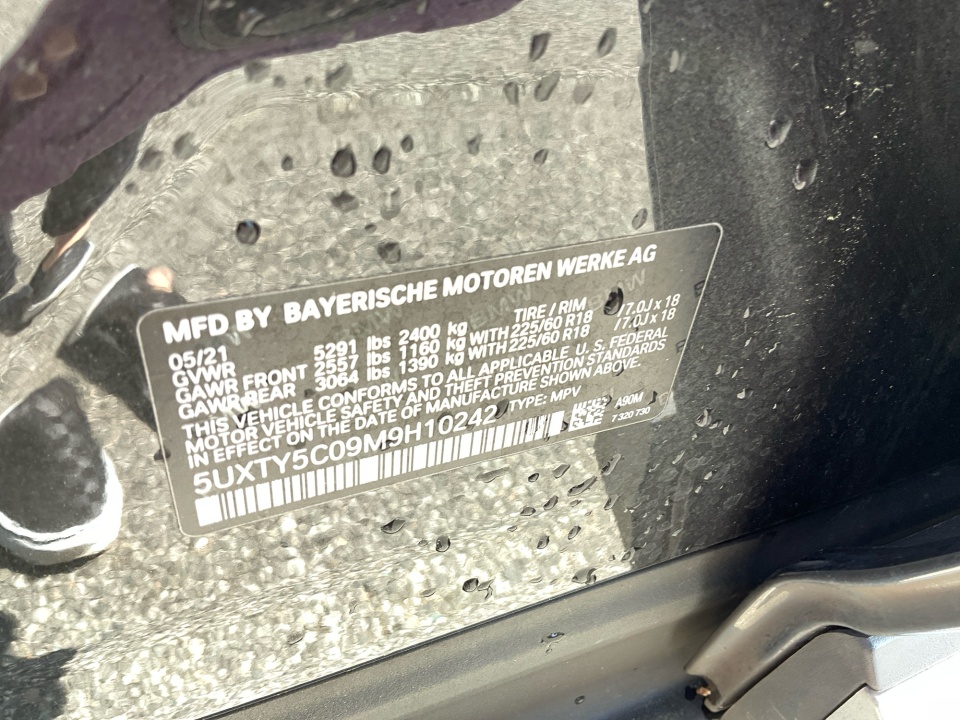 MFD BY BAYERISCHE MOTOREN WERKE AG
05/21 TIRE / RIM
GVWR 5291 lbs 2400 kg
GAWR FRONT 2557 lbs 1160 kg WITH 225/60 R18 / 7.0J x 18
GAWR REAR 3064 lbs 1390 kg WITH 225/60 R18 / 7.0J x 18
THIS VEHICLE CONFORMS TO ALL APPLICABLE U. S. FEDERAL
MOTOR VEHICLE SAFETY AND THEFT PREVENTION STANDARDS
IN EFFECT ON THE DATE OF MANUFACTURE SHOWN ABOVE.
5UXTY5C09M9H10242 TYPE: MPV
A90M
7 320 730